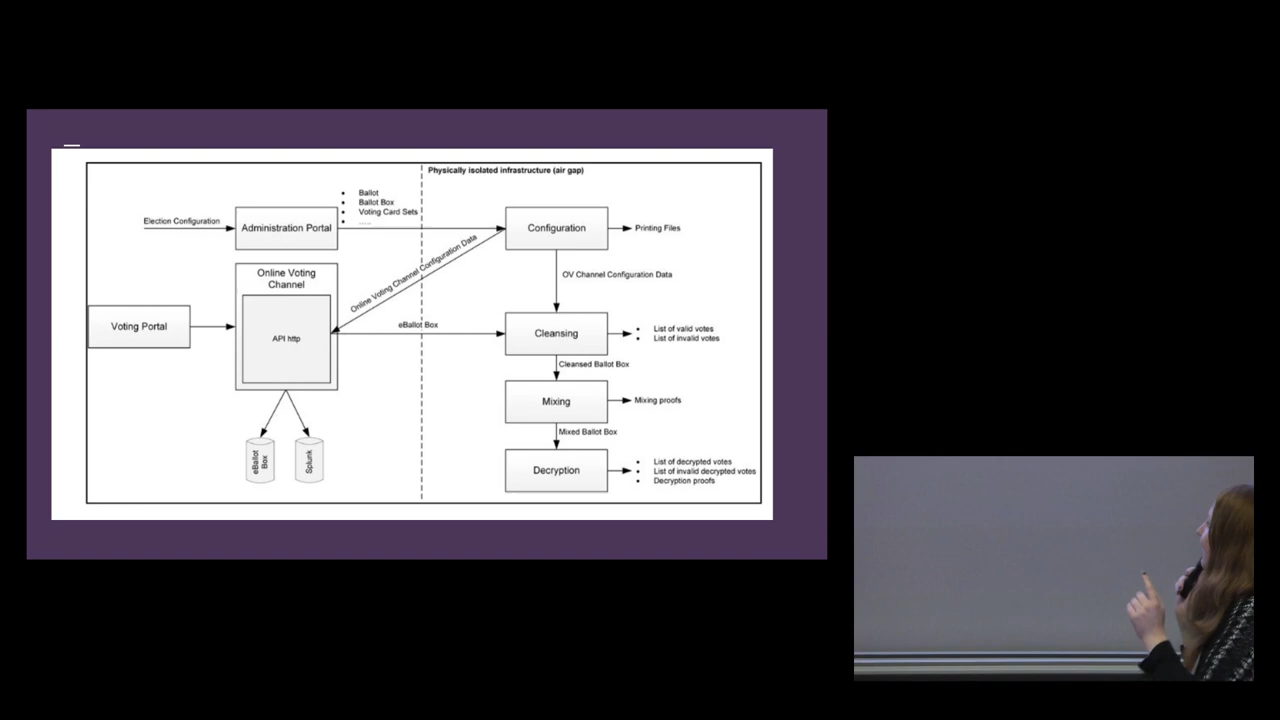 Physically isolated infrastructure (air gap)
Ballot
Ballot Box
Voting Card Sets
.....
Election Configuration
Administration Portal
Configuration
Printing Files
Online Voting Channel Configuration Data
OV Channel Configuration Data
Online Voting
Channel
API http
Voting Portal
eBallot Box
Cleansing
List of valid votes
List of invalid votes
Cleansed Ballot Box
Mixing
Mixing proofs
Mixed Ballot Box
eBallot
Box
Splunk
Decryption
List of decrypted votes
List of invalid decrypted votes
Decryption proofs